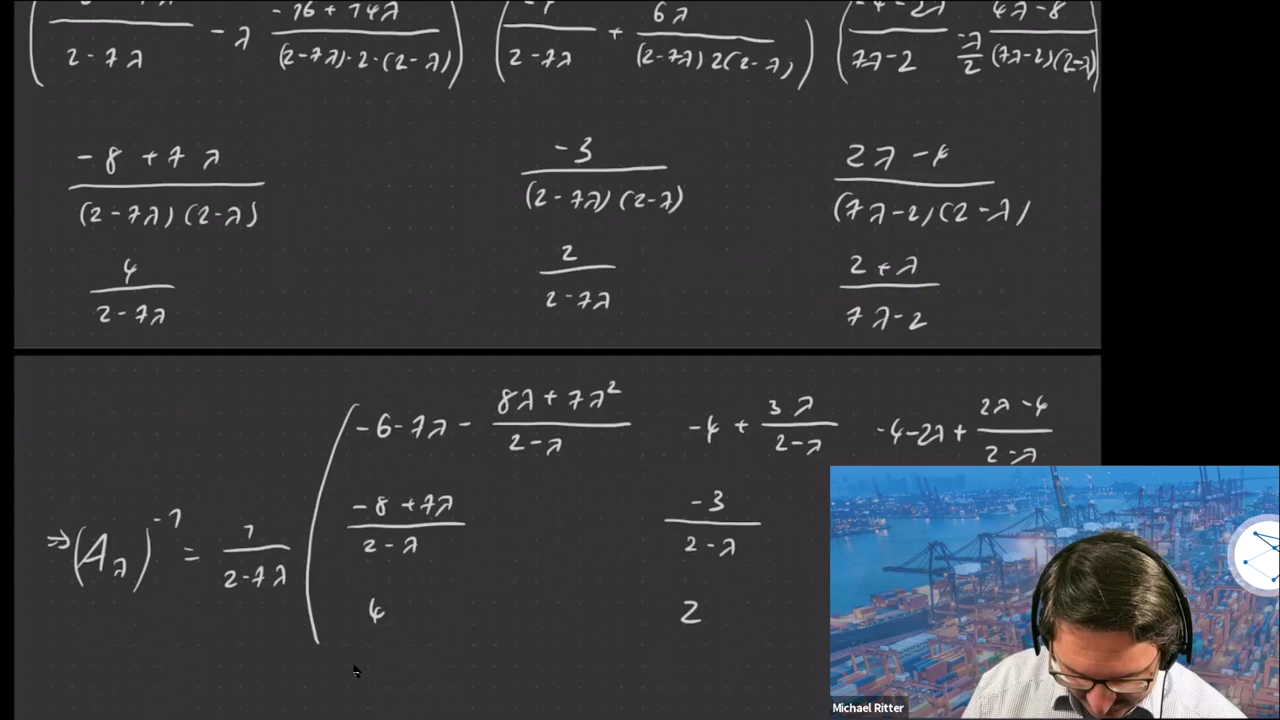 2-7λ - λ -16 + 14λ / (2-7λ)·2·(2-λ)
2-7λ + 6λ / (2-7λ)2(2-λ)
-4-2λ / 7λ-2 -λ/2 4λ-8 / (7λ-2)(2-λ)
-8 +7λ / (2-7λ)(2-λ) -3 / (2-7λ)(2-λ) 2λ-4 / (7λ-2)(2-λ)
4 / 2-7λ 2 / 2-7λ 2+λ / 7λ-2
-6-7λ - 8λ+7λ² / 2-λ -4 + 3λ / 2-λ -4-2λ + 2λ-4 / 2-λ
⇒ (A_λ)⁻¹ = 1 / 2-7λ ( -8+7λ / 2-λ -3 / 2-λ
4 2
Michael Ritter